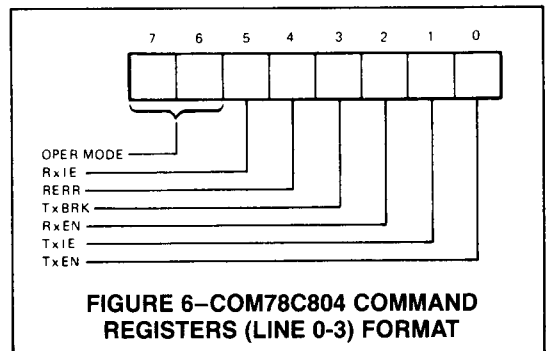 7 6 5 4 3 2 1 0
OPER MODE
RxIE
RERR
TxBRK
RxEN
TxIE
TxEN
FIGURE 6–COM78C804 COMMAND
REGISTERS (LINE 0-3) FORMAT